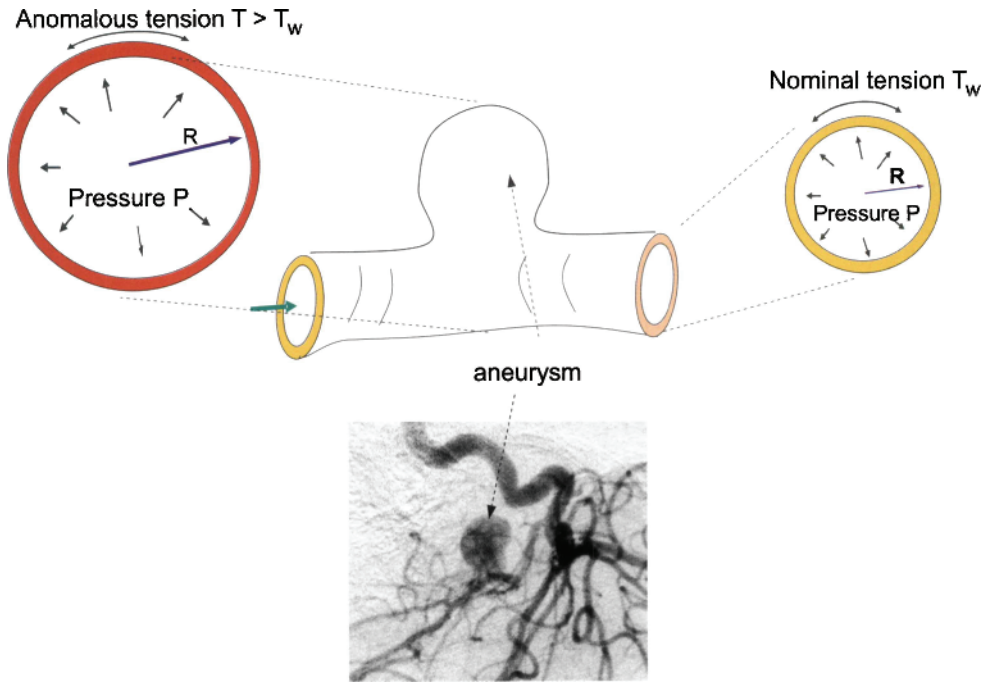 Anomalous tension T > Tw
R
Pressure P
Nominal tension Tw
R
Pressure P
aneurysm